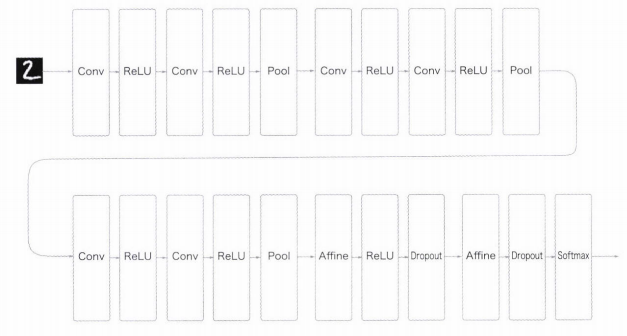 2
Conv ReLU Conv ReLU Pool Conv ReLU Conv ReLU Pool
Conv ReLU Conv ReLU Pool Affine ReLU Dropout Affine Dropout Softmax